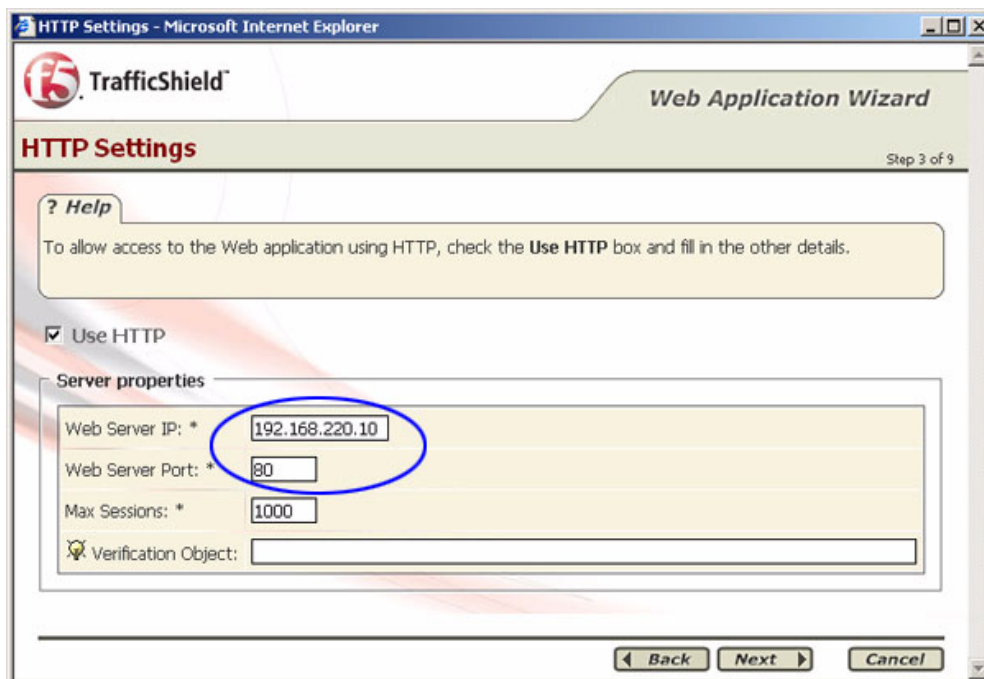 HTTP Settings - Microsoft Internet Explorer
f5 TrafficShield™
Web Application Wizard
HTTP Settings
Step 3 of 9
? Help
To allow access to the Web application using HTTP, check the Use HTTP box and fill in the other details.
Use HTTP
Server properties
Web Server IP: * 192.168.220.10
Web Server Port: * 80
Max Sessions: * 1000
Verification Object:
Back Next Cancel